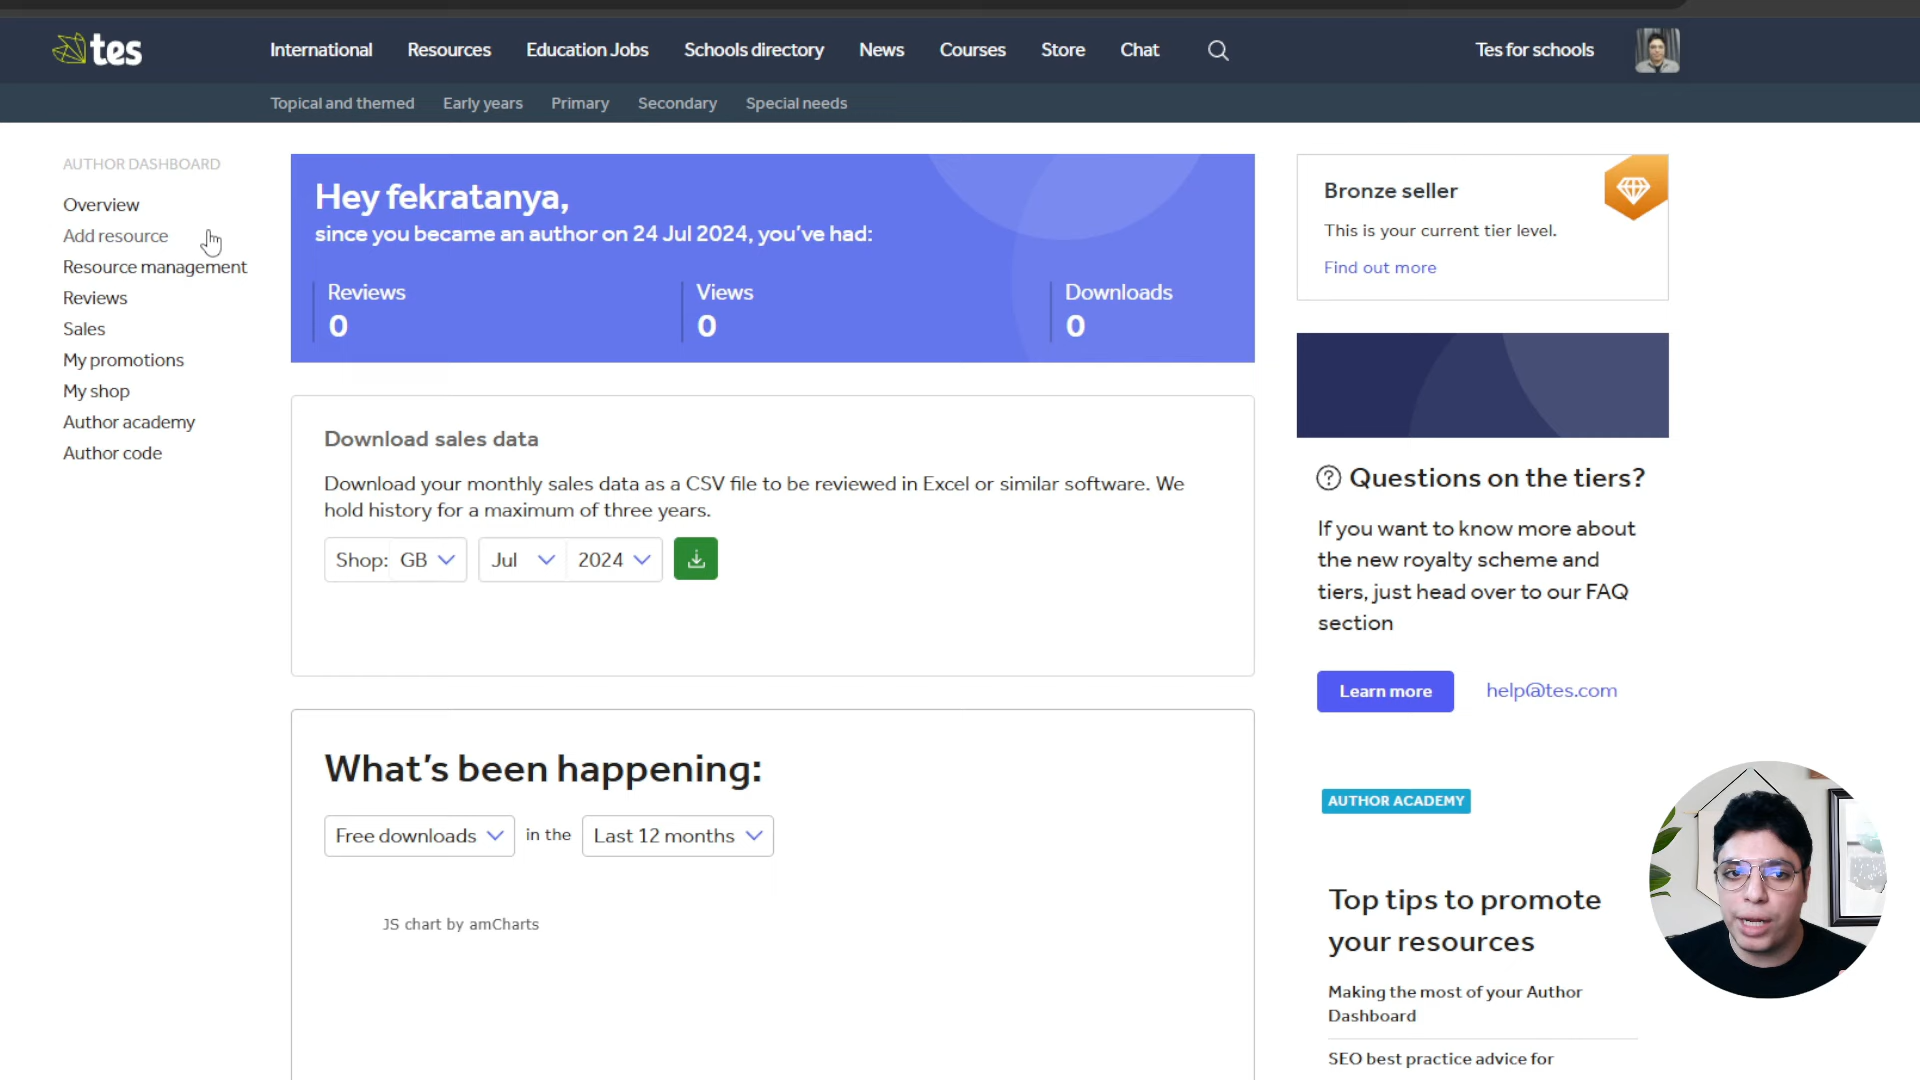 tes
International Resources Education Jobs Schools directory News Courses Store Chat Tes for schools
Topical and themed Early years Primary Secondary Special needs
AUTHOR DASHBOARD
Overview
Add resource
Resource management
Reviews
Sales
My promotions
My shop
Author academy
Author code
Hey fekratanya,
since you became an author on 24 Jul 2024, you’ve had:
Reviews Views Downloads
0 0 0
Download sales data
Download your monthly sales data as a CSV file to be reviewed in Excel or similar software. We
hold history for a maximum of three years.
Shop: GB Jul 2024
What’s been happening:
Free downloads in the Last 12 months
JS chart by amCharts
Bronze seller
This is your current tier level.
Find out more
Questions on the tiers?
If you want to know more about
the new royalty scheme and
tiers, just head over to our FAQ
section
Learn more help@tes.com
AUTHOR ACADEMY
Top tips to promote
your resources
Making the most of your Author
Dashboard
SEO best practice advice for